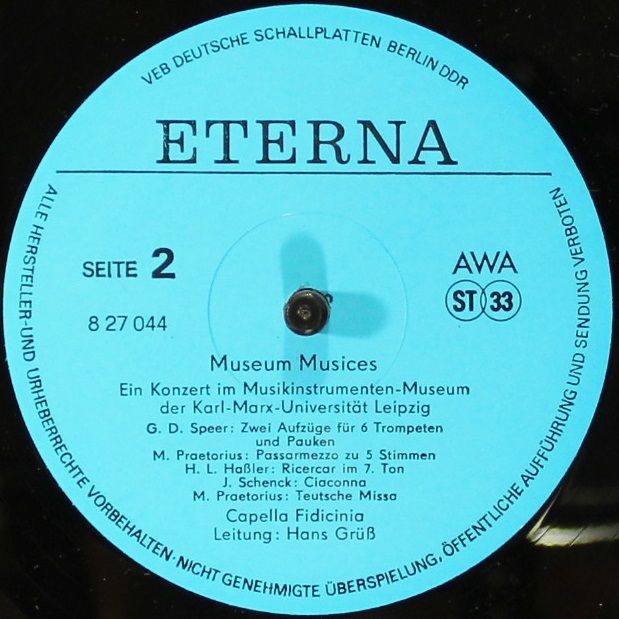 VEB DEUTSCHE SCHALLPLATTEN BERLIN DDR
ETERNA
SEITE 2
8 27 044
AWA
ST 33
Museum Musices
Ein Konzert im Musikinstrumenten-Museum
der Karl-Marx-Universität Leipzig
G. D. Speer: Zwei Aufzüge für 6 Trompeten
und Pauken
M. Praetorius: Passarmezzo zu 5 Stimmen
H. L. Haßler: Ricercar im 7. Ton
J. Schenck: Ciaconna
M. Praetorius: Teutsche Missa
Capella Fidicinia
Leitung: Hans Grüß
ALLE HERSTELLER-UND URHEBERRECHTE VORBEHALTEN·NICHT GENEHMIGTE ÜBERSPIELUNG, ÖFFENTLICHE AUFFÜHRUNG UND SENDUNG VERBOTEN